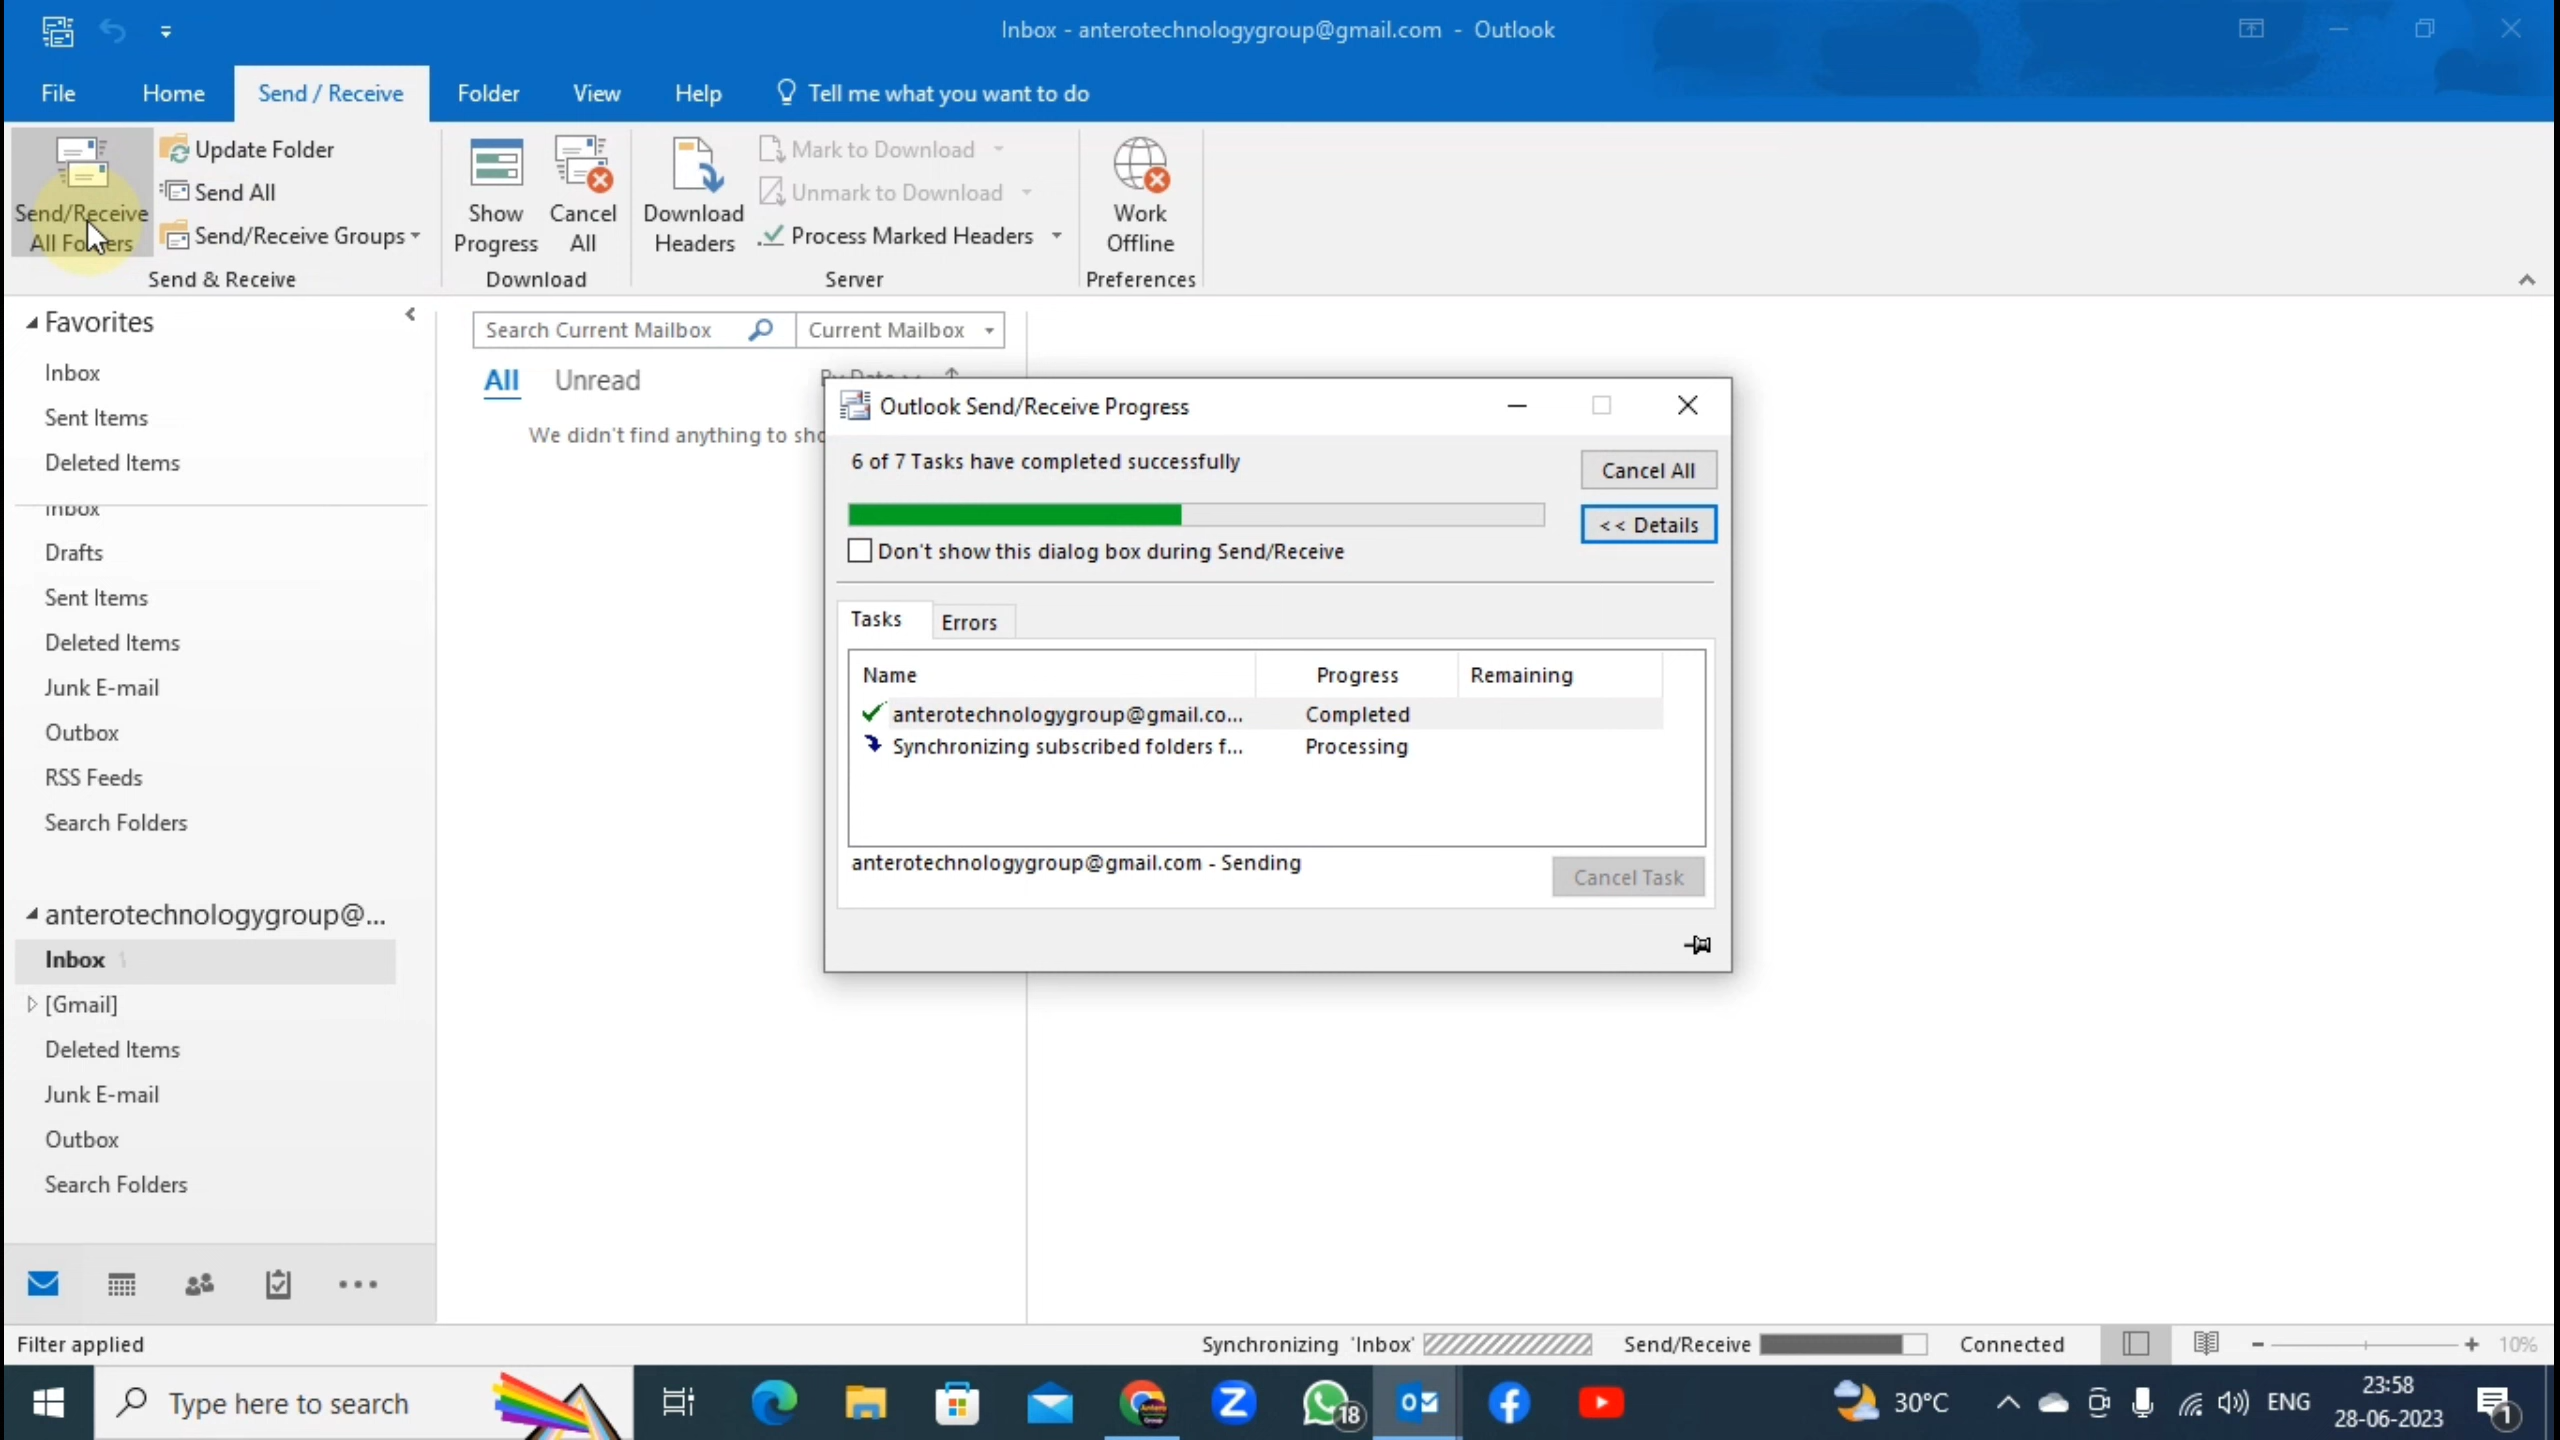 Inbox - anterotechnologygroup@gmail.com - Outlook
File Home Send / Receive Folder View Help Tell me what you want to do
Send/Receive
All Folders
Update Folder
Send All
Send/Receive Groups
Send & Receive
Show
Progress
Cancel
All
Download
Download
Headers
Mark to Download
Unmark to Download
Process Marked Headers
Server
Work
Offline
Preferences
Favorites
Inbox
Sent Items
Deleted Items
Inbox
Drafts
Sent Items
Deleted Items
Junk E-mail
Outbox
RSS Feeds
Search Folders
anterotechnologygroup@...
Inbox
[Gmail]
Deleted Items
Junk E-mail
Outbox
Search Folders
Search Current Mailbox Current Mailbox
All Unread By Date
We didn't find anything to sho
Outlook Send/Receive Progress
6 of 7 Tasks have completed successfully
Cancel All
<< Details
Don't show this dialog box during Send/Receive
Tasks Errors
Name Progress Remaining
anterotechnologygroup@gmail.co... Completed
Synchronizing subscribed folders f... Processing
anterotechnologygroup@gmail.com - Sending
Cancel Task
Filter applied Synchronizing 'Inbox' Send/Receive Connected 10%
Type here to search 18 30°C ENG 23:58
28-06-2023
1